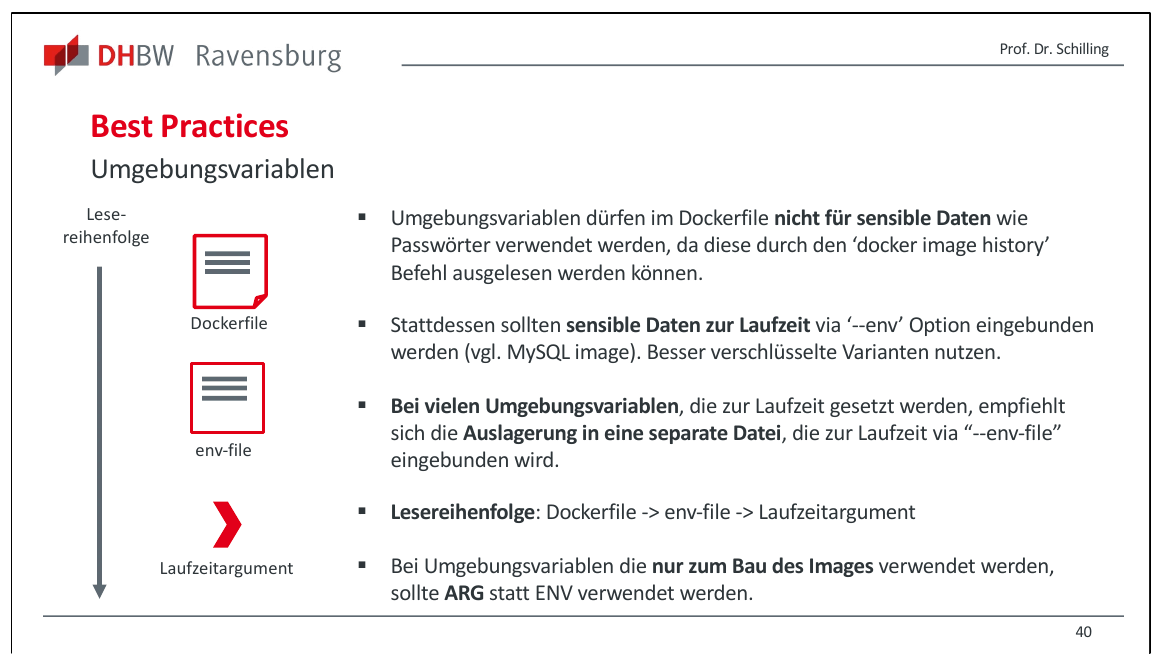 DHBW Ravensburg
Prof. Dr. Schilling
Best Practices
Umgebungsvariablen
Lese-
reihenfolge
Dockerfile
env-file
Laufzeitargument
▪ Umgebungsvariablen dürfen im Dockerfile nicht für sensible Daten wie
Passwörter verwendet werden, da diese durch den ‘docker image history’
Befehl ausgelesen werden können.
▪ Stattdessen sollten sensible Daten zur Laufzeit via ‘--env’ Option eingebunden
werden (vgl. MySQL image). Besser verschlüsselte Varianten nutzen.
▪ Bei vielen Umgebungsvariablen, die zur Laufzeit gesetzt werden, empfiehlt
sich die Auslagerung in eine separate Datei, die zur Laufzeit via “--env-file”
eingebunden wird.
▪ Lesereihenfolge: Dockerfile -> env-file -> Laufzeitargument
▪ Bei Umgebungsvariablen die nur zum Bau des Images verwendet werden,
sollte ARG statt ENV verwendet werden.
40